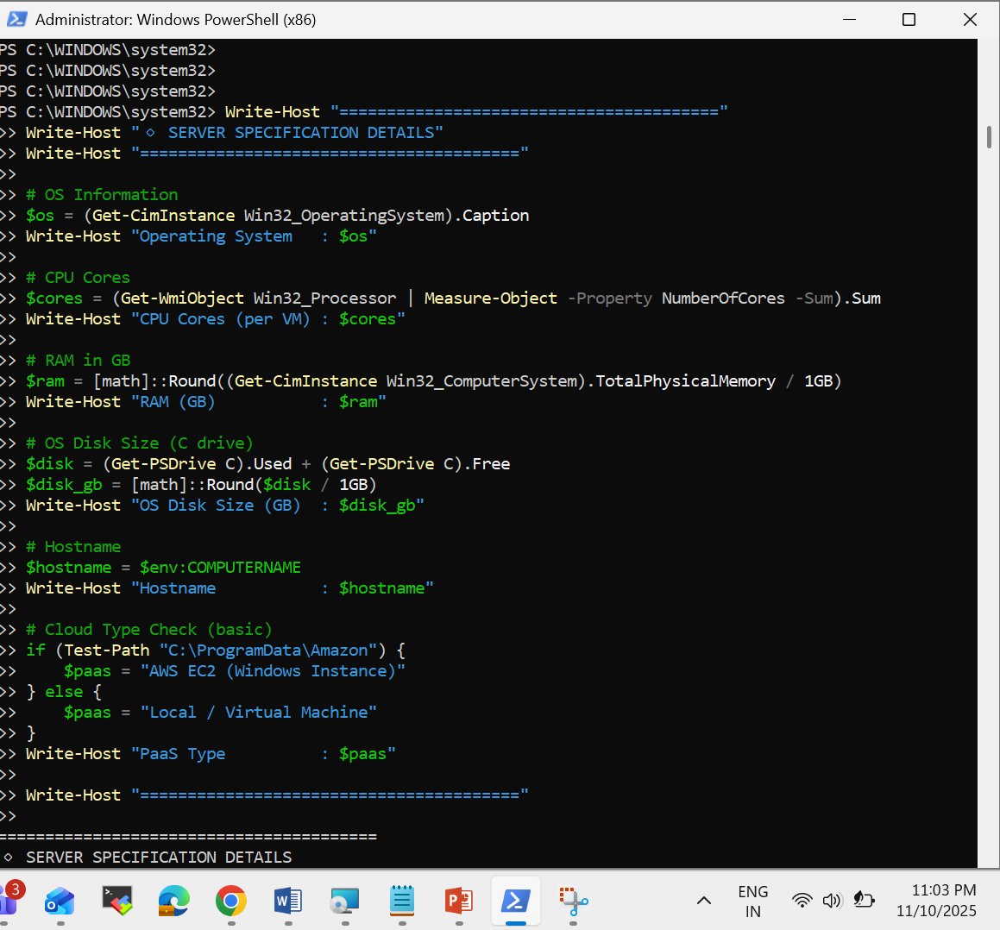 Administrator: Windows PowerShell (x86)
PS C:\WINDOWS\system32>
PS C:\WINDOWS\system32>
PS C:\WINDOWS\system32>
PS C:\WINDOWS\system32> Write-Host "========================================"
>> Write-Host "🔹 SERVER SPECIFICATION DETAILS"
>> Write-Host "========================================"
>>
>> # OS Information
>> $os = (Get-CimInstance Win32_OperatingSystem).Caption
>> Write-Host "Operating System   : $os"
>>
>> # CPU Cores
>> $cores = (Get-WmiObject Win32_Processor | Measure-Object -Property NumberOfCores -Sum).Sum
>> Write-Host "CPU Cores (per VM) : $cores"
>>
>> # RAM in GB
>> $ram = [math]::Round((Get-CimInstance Win32_ComputerSystem).TotalPhysicalMemory / 1GB)
>> Write-Host "RAM (GB)           : $ram"
>>
>> # OS Disk Size (C drive)
>> $disk = (Get-PSDrive C).Used + (Get-PSDrive C).Free
>> $disk_gb = [math]::Round($disk / 1GB)
>> Write-Host "OS Disk Size (GB)  : $disk_gb"
>>
>> # Hostname
>> $hostname = $env:COMPUTERNAME
>> Write-Host "Hostname           : $hostname"
>>
>> # Cloud Type Check (basic)
>> if (Test-Path "C:\ProgramData\Amazon") {
>>     $paas = "AWS EC2 (Windows Instance)"
>> } else {
>>     $paas = "Local / Virtual Machine"
>> }
>> Write-Host "PaaS Type          : $paas"
>>
>> Write-Host "========================================"
>>
========================================
🔹 SERVER SPECIFICATION DETAILS
3
ENG
IN
11:03 PM
11/10/2025